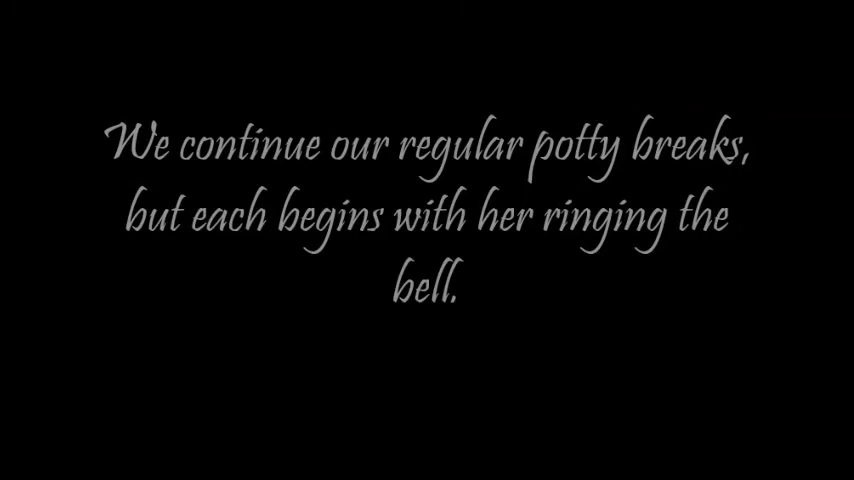 We continue our regular potty breaks,
but each begins with her ringing the
bell.